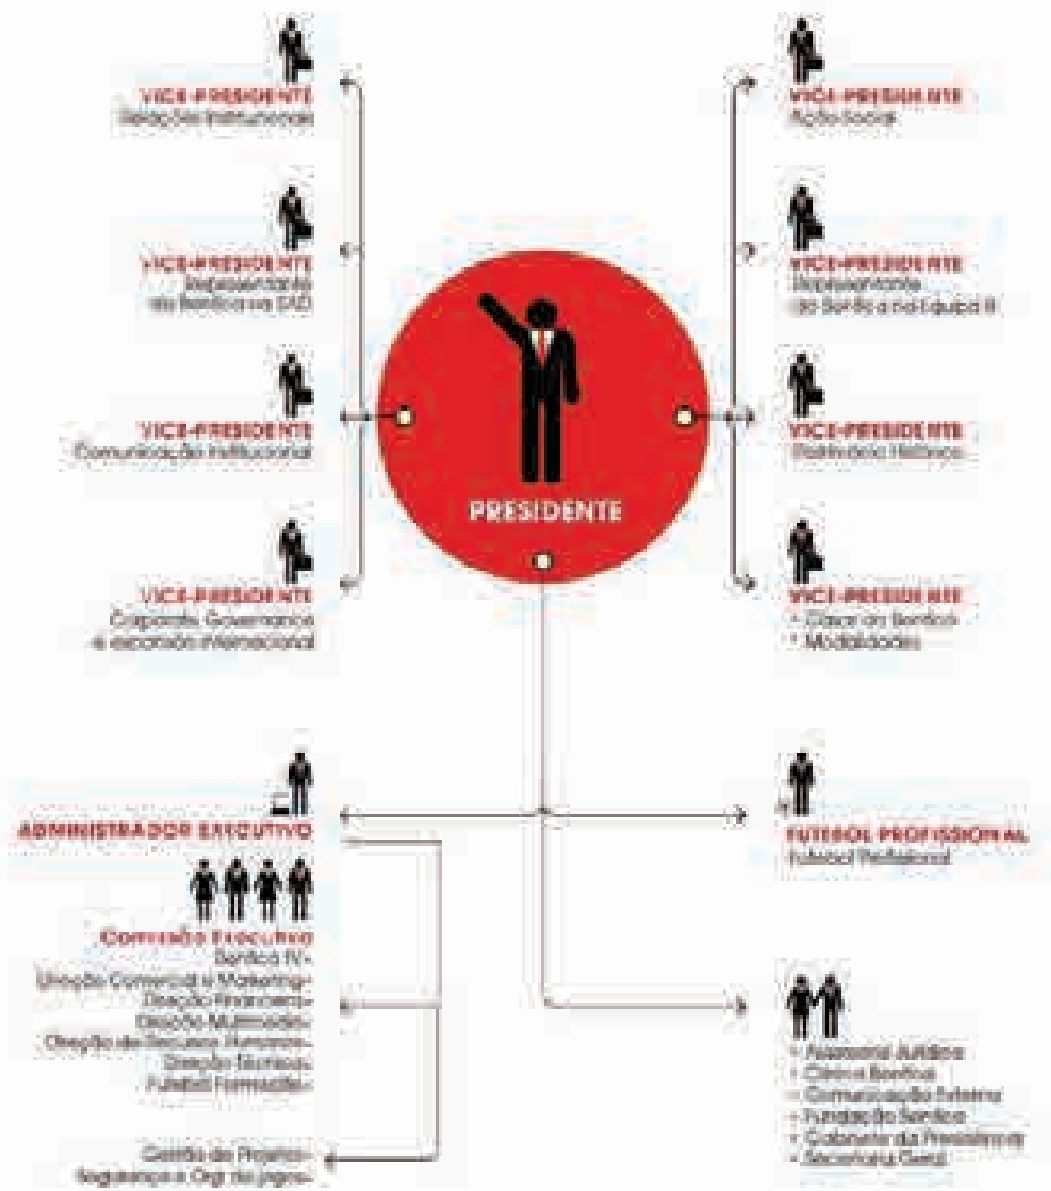 VICE-PRESIDENTE
Relações Institucionais
VICE-PRESIDENTE
Representante
do Benfica na SAD
VICE-PRESIDENTE
Comunicação Institucional
VICE-PRESIDENTE
Corporate Governance
e expansão internacional
PRESIDENTE
VICE-PRESIDENTE
Ação Social
VICE-PRESIDENTE
Representante
do Benfica na Equipa B
VICE-PRESIDENTE
Património Histórico
VICE-PRESIDENTE
• Casas do Benfica
• Modalidades
ADMINISTRADOR EXECUTIVO
COMISSÃO EXECUTIVA
Benfica TV•
Direção Comercial e Marketing•
Direção Financeira•
Direção Multimédia•
Direção de Recursos Humanos•
Direção Técnica•
Futebol Formação•
Gestão de Projetos•
Segurança e Org. de jogos•
FUTEBOL PROFISSIONAL
Futebol Profissional
• Assessoria Jurídica
• Clínica Benfica
• Comunicação Externa
• Fundação Benfica
• Gabinete da Presidência
• Secretaria Geral